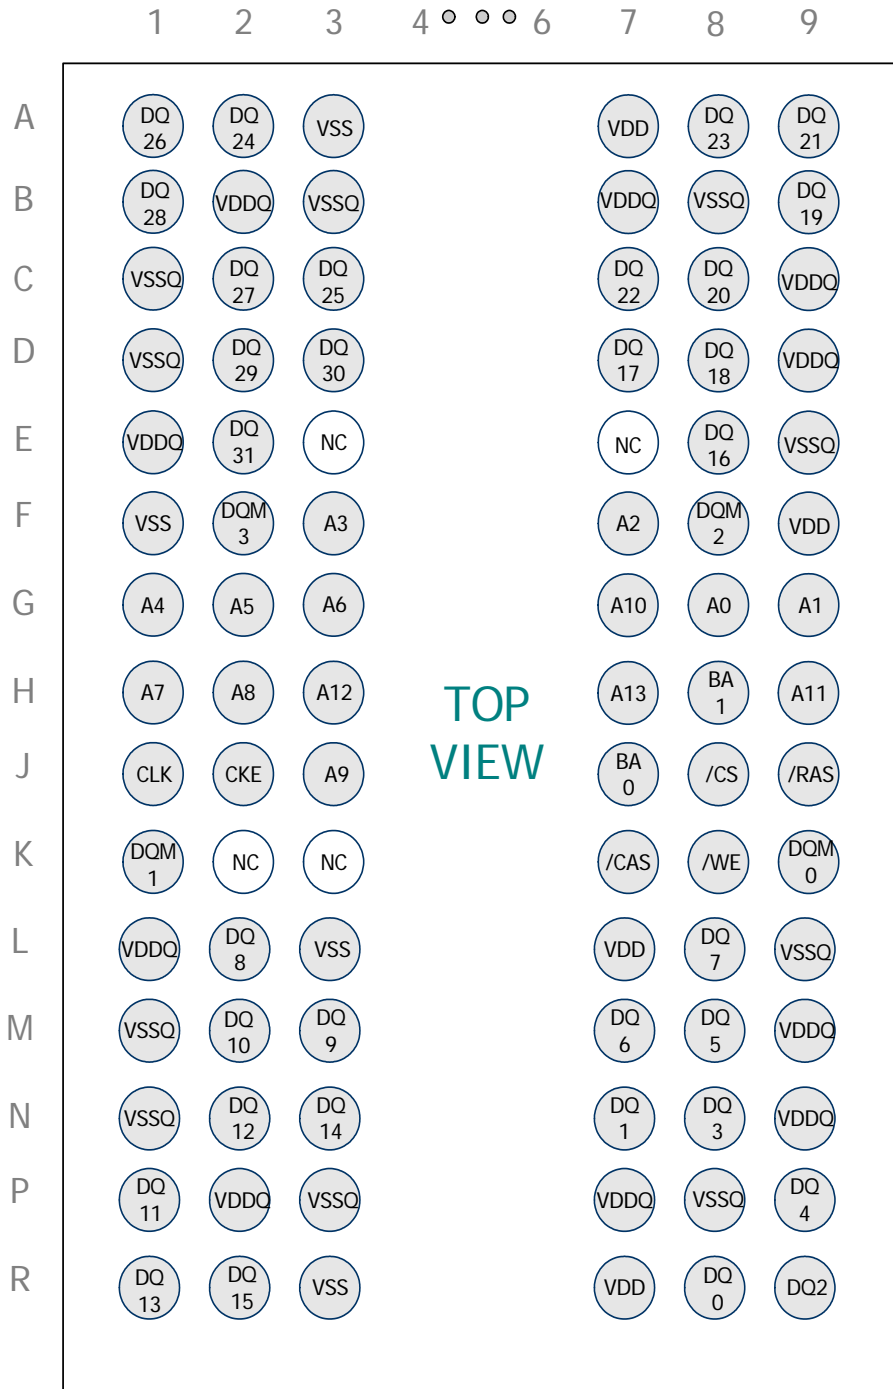 1 2 3 4 6 7 8 9
A DQ 26 DQ 24 VSS VDD DQ 23 DQ 21
B DQ 28 VDDQ VSSQ VDDQ VSSQ DQ 19
C VSSQ DQ 27 DQ 25 DQ 22 DQ 20 VDDQ
D VSSQ DQ 29 DQ 30 DQ 17 DQ 18 VDDQ
E VDDQ DQ 31 NC NC DQ 16 VSSQ
F VSS DQM 3 A3 A2 DQM 2 VDD
G A4 A5 A6 A10 A0 A1
H A7 A8 A12 A13 BA 1 A11
TOP
VIEW
J CLK CKE A9 BA 0 /CS /RAS
K DQM 1 NC NC /CAS /WE DQM 0
L VDDQ DQ 8 VSS VDD DQ 7 VSSQ
M VSSQ DQ 10 DQ 9 DQ 6 DQ 5 VDDQ
N VSSQ DQ 12 DQ 14 DQ 1 DQ 3 VDDQ
P DQ 11 VDDQ VSSQ VDDQ VSSQ DQ 4
R DQ 13 DQ 15 VSS VDD DQ 0 DQ2